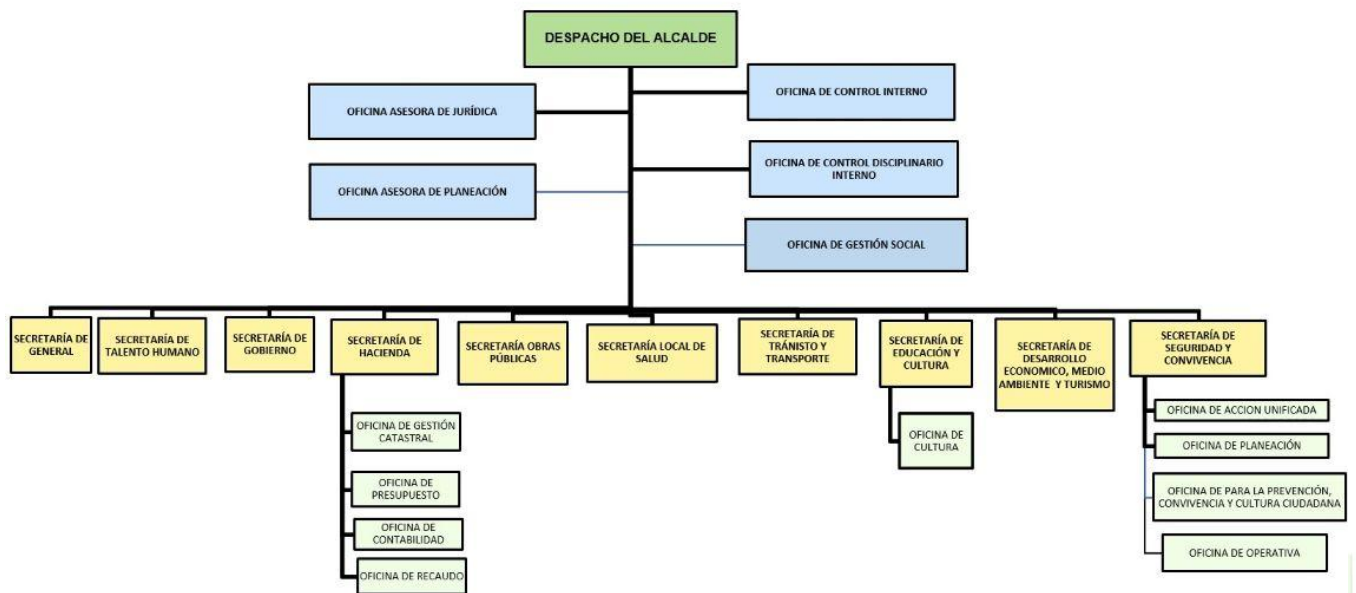 DESPACHO DEL ALCALDE
OFICINA ASESORA DE JURÍDICA
OFICINA DE CONTROL INTERNO
OFICINA ASESORA DE PLANEACIÓN
OFICINA DE CONTROL DISCIPLINARIO
INTERNO
OFICINA DE GESTIÓN SOCIAL
SECRETARÍA DE
GENERAL
SECRETARÍA DE
TALENTO HUMANO
SECRETARÍA DE
GOBIERNO
SECRETARÍA DE
HACIENDA
SECRETARÍA OBRAS
PÚBLICAS
SECRETARÍA LOCAL DE
SALUD
SECRETARÍA DE
TRÁNISTO Y
TRANSPORTE
SECRETARÍA DE
EDUCACIÓN Y
CULTURA
SECRETARÍA DE
DESARROLLO
ECONOMICO, MEDIO
AMBIENTE Y TURISMO
SECRETARÍA DE
SEGURIDAD Y
CONVIVENCIA
OFICINA DE GESTIÓN
CATASTRAL
OFICINA DE
PRESUPUESTO
OFICINA DE
CONTABILIDAD
OFICINA DE RECAUDO
OFICINA DE
CULTURA
OFICINA DE ACCION UNIFICADA
OFICINA DE PLANEACIÓN
OFICINA DE PARA LA PREVENCIÓN,
CONVIVENCIA Y CULTURA CIUDADANA
OFICINA DE OPERATIVA